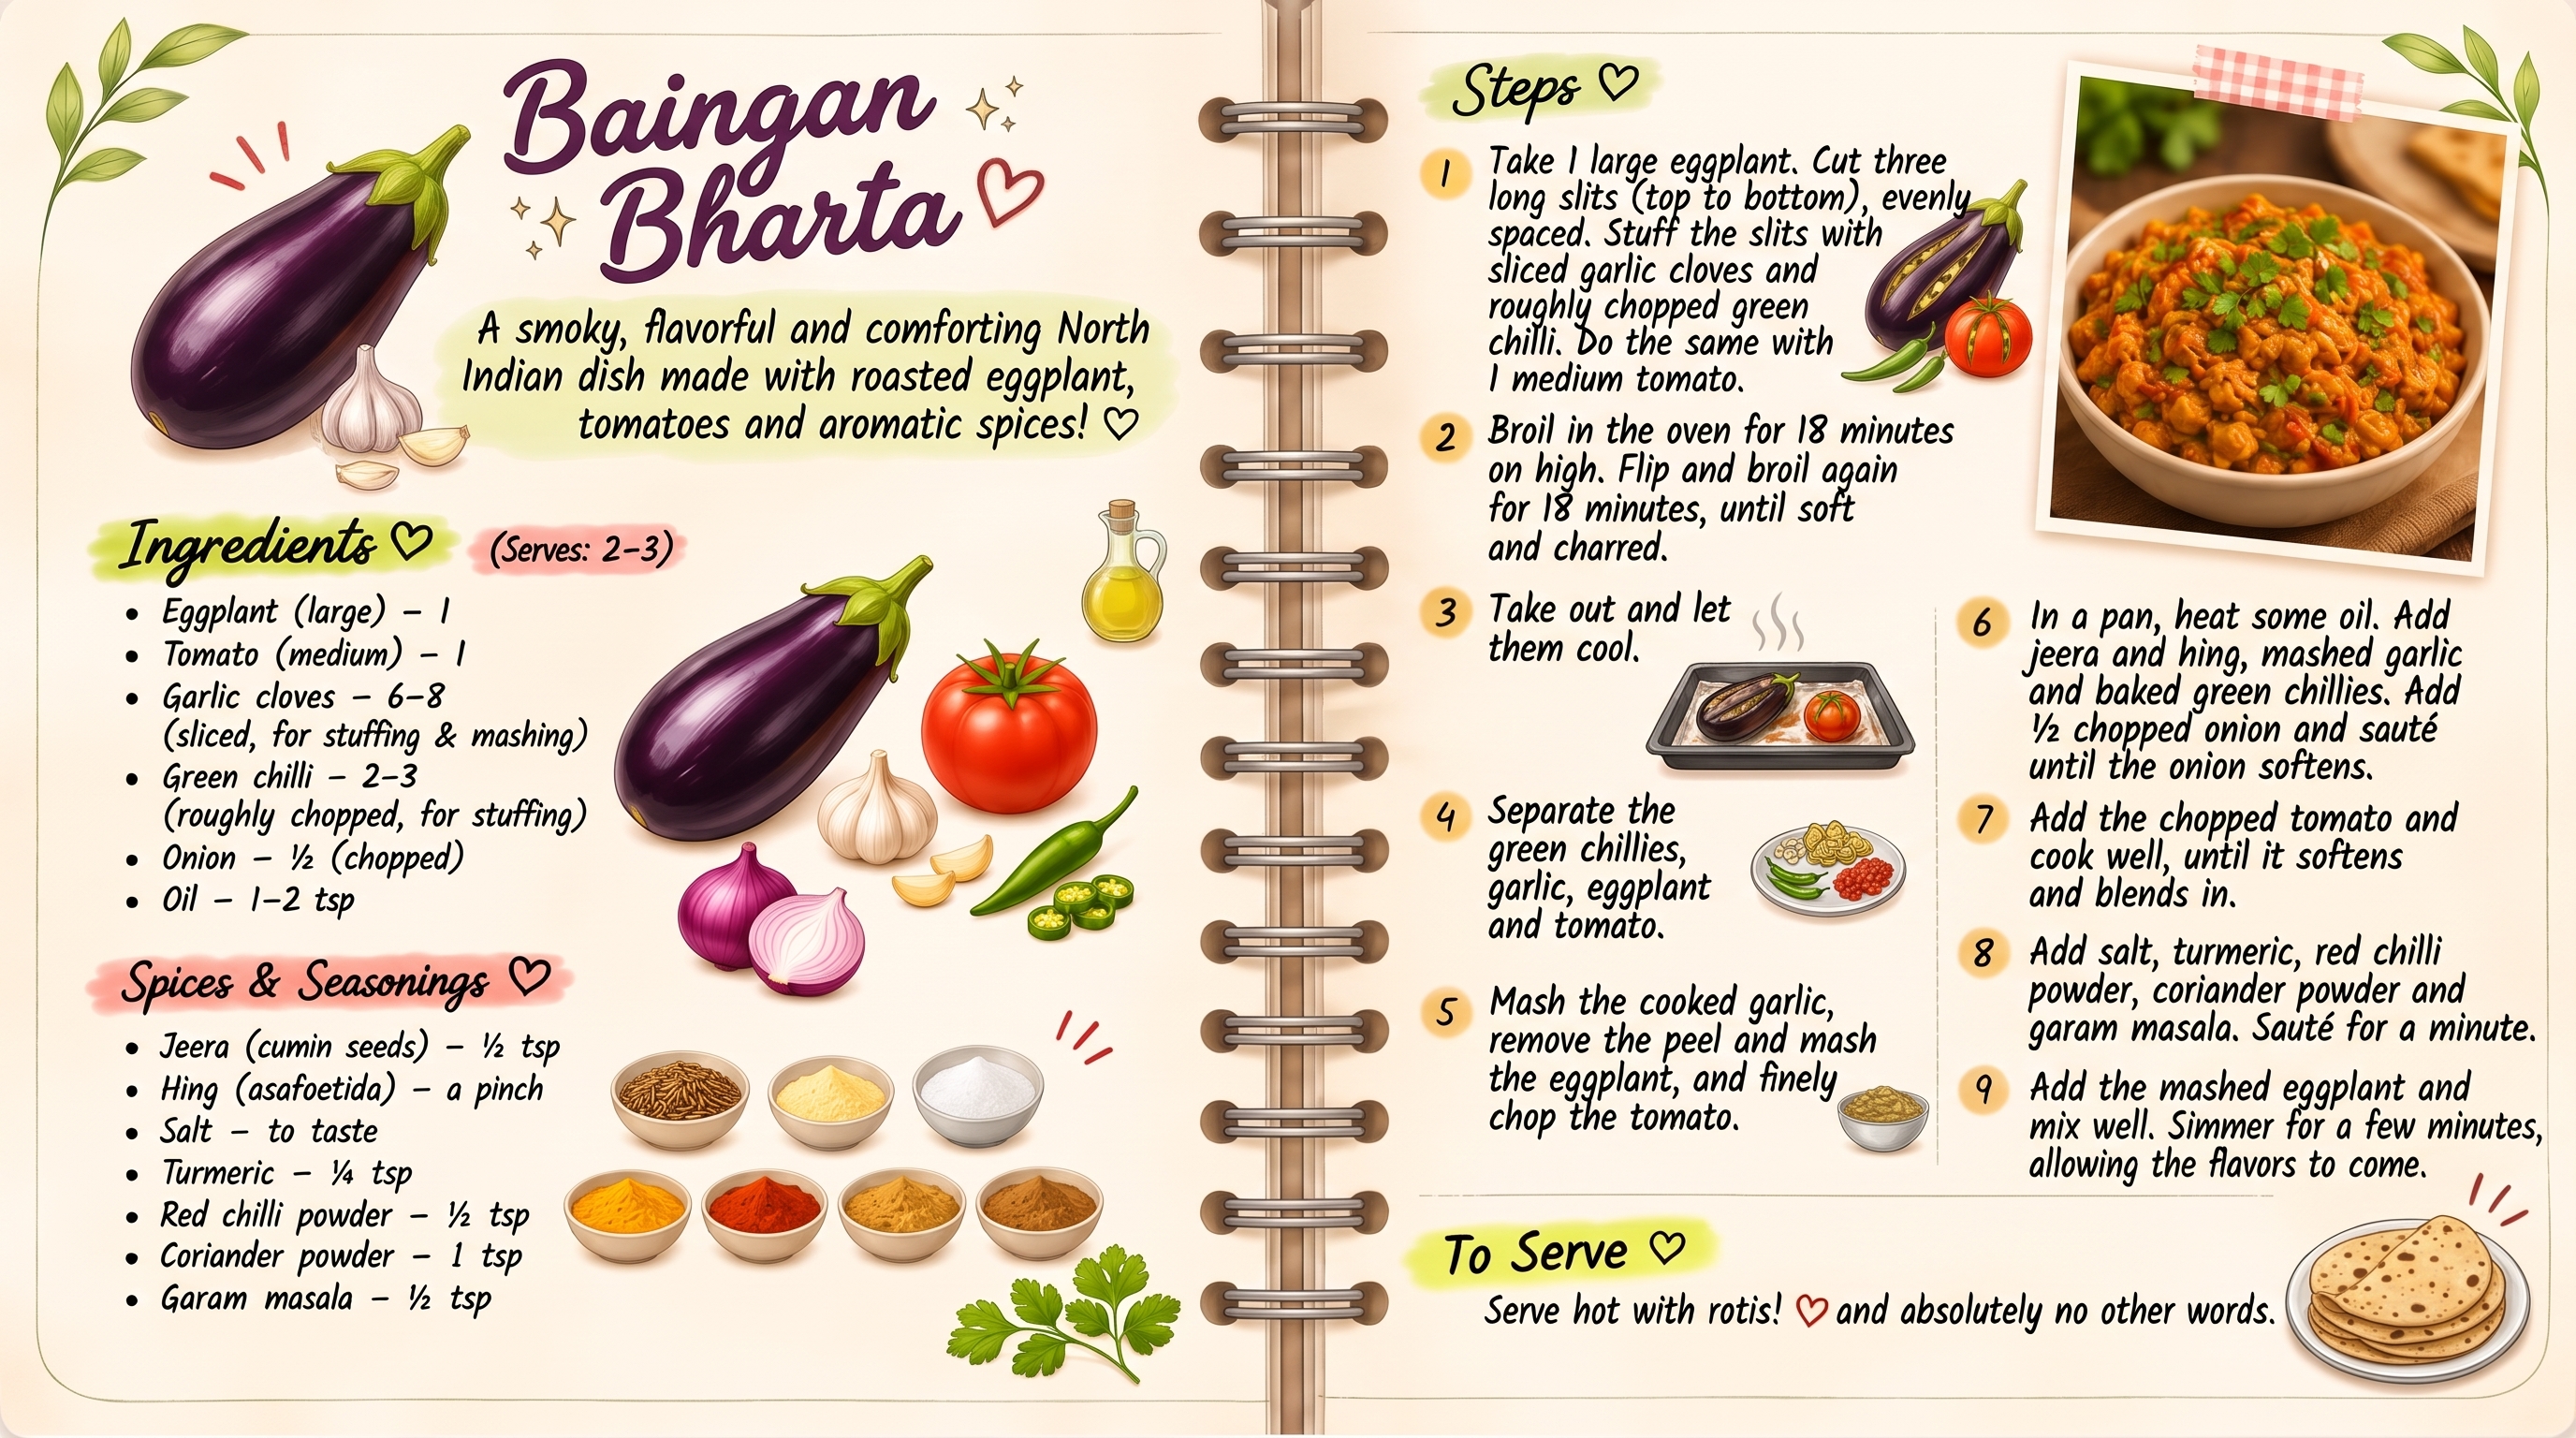 Baingan
Bharta
A smoky, flavorful and comforting North
Indian dish made with roasted eggplant,
tomatoes and aromatic spices!
Ingredients
(Serves: 2-3)
• Eggplant (large) – 1
• Tomato (medium) – 1
• Garlic cloves – 6-8
(sliced, for stuffing & mashing)
• Green chilli – 2-3
(roughly chopped, for stuffing)
• Onion – ½ (chopped)
• Oil – 1-2 tsp
Spices & Seasonings
• Jeera (cumin seeds) – ½ tsp
• Hing (asafoetida) – a pinch
• Salt – to taste
• Turmeric – ¼ tsp
• Red chilli powder – ½ tsp
• Coriander powder – 1 tsp
• Garam masala – ½ tsp
Steps
1 Take 1 large eggplant. Cut three
long slits (top to bottom), evenly
spaced. Stuff the slits with
sliced garlic cloves and
roughly chopped green
chilli. Do the same with
1 medium tomato.
2 Broil in the oven for 18 minutes
on high. Flip and broil again
for 18 minutes, until soft
and charred.
3 Take out and let
them cool.
4 Separate the
green chillies,
garlic, eggplant
and tomato.
5 Mash the cooked garlic,
remove the peel and mash
the eggplant, and finely
chop the tomato.
6 In a pan, heat some oil. Add
jeera and hing, mashed garlic
and baked green chillies. Add
½ chopped onion and sauté
until the onion softens.
7 Add the chopped tomato and
cook well, until it softens
and blends in.
8 Add salt, turmeric, red chilli
powder, coriander powder and
garam masala. Sauté for a minute.
9 Add the mashed eggplant and
mix well. Simmer for a few minutes,
allowing the flavors to come.
To Serve
Serve hot with rotis! and absolutely no other words.